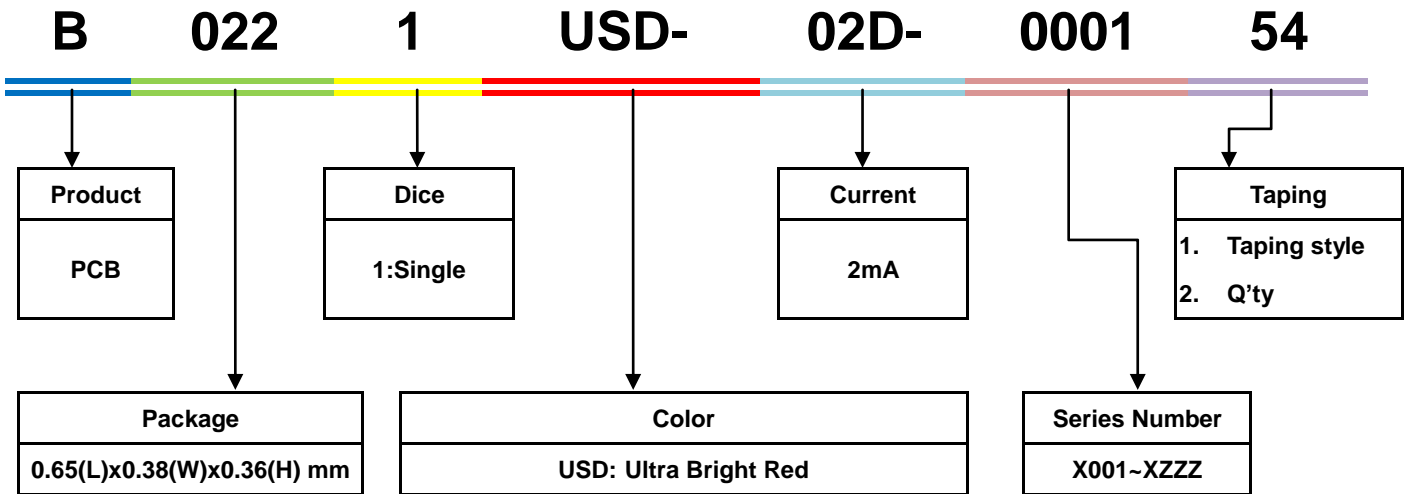 B 022 1 USD- 02D- 0001 54
Product
PCB
Dice
1:Single
Current
2mA
Taping
1. Taping style
2. Q’ty
Package
0.65(L)x0.38(W)x0.36(H) mm
Color
USD: Ultra Bright Red
Series Number
X001~XZZZ